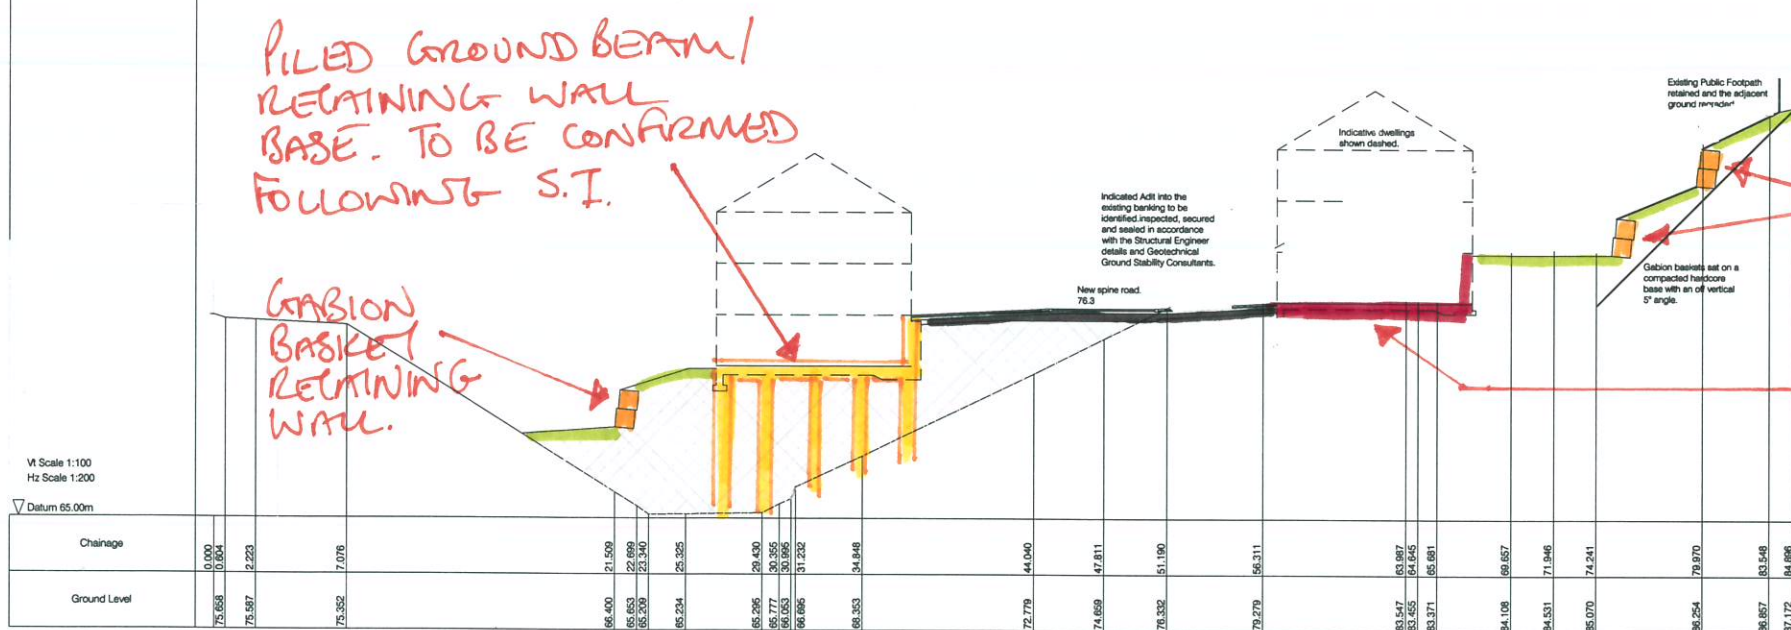 PILED GROUND BEAM/
RETAINING WALL
BASE. TO BE CONFIRMED
FOLLOWING S.I.
GABION
BASKET
RETAINING
WALL.
Indicated Adit into the
existing banking to be
identified.inspected, secured
and sealed in accordance
with the Structural Engineer
details and Geotechnical
Ground Stability Consultants.
New spine road.
76.3
Indicative dwellings
shown dashed.
Existing Public Footpath
retained and the adjacent
ground regraded
Gabion baskets sat on a
compacted hardcore
base with an off vertical
5° angle.
Vt Scale 1:100
Hz Scale 1:200
Datum 65.00m
Chainage
0.000 0.604 2.223 7.076 21.509 22.699 23.340 25.325 29.430 30.355 30.995 31.232 34.848 44.040 47.811 51.190 56.311 63.987 64.645 65.681 69.657 71.946 74.241 79.970 83.548 84.896
Ground Level
75.658 75.587 75.352 66.400 65.653 65.209 65.234 65.295 65.777 66.053 66.695 68.353 72.779 74.659 76.332 79.279 83.547 83.455 83.371 84.108 84.531 85.070 86.254 86.857